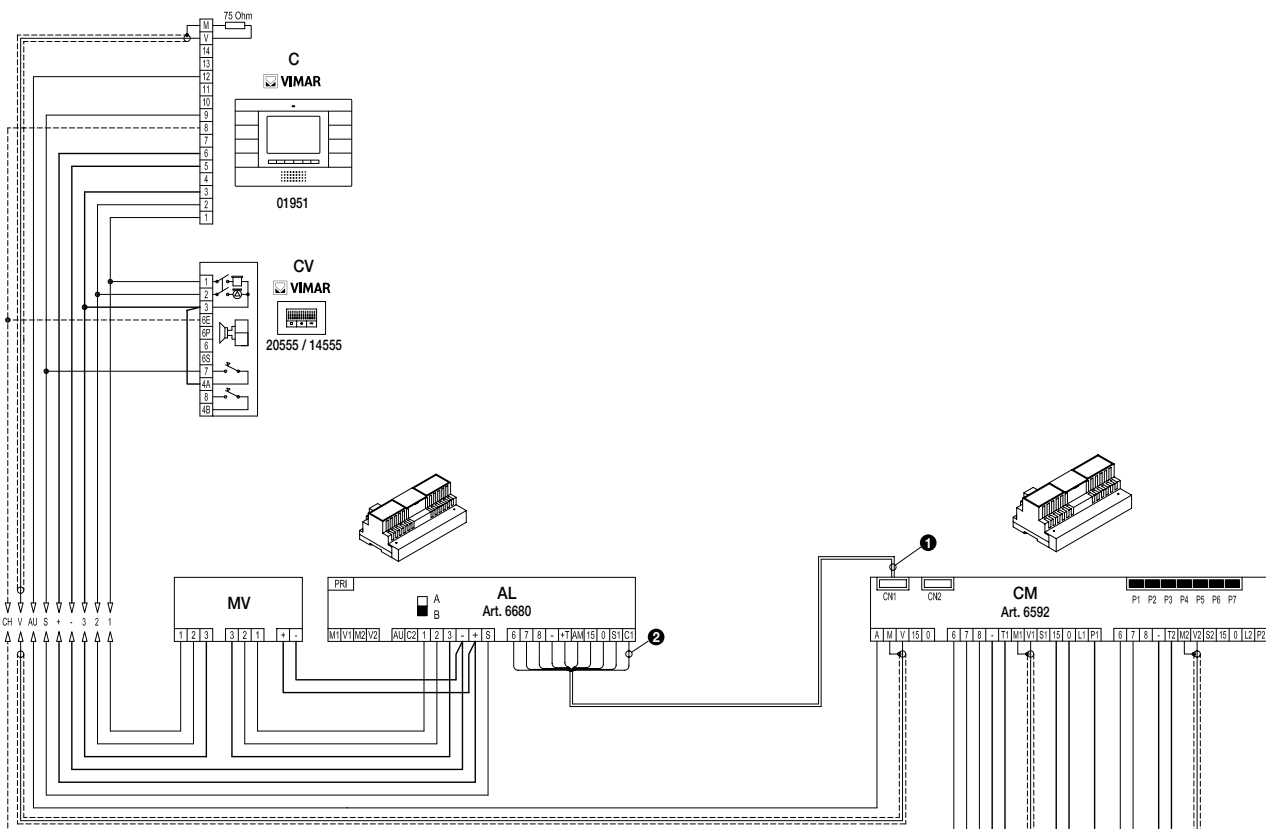 75 Ohm
M
V
14
13
12
11
10
9
8
7
6
5
4
3
2
1
C
VIMAR
01951
1
2
3
6E
6P
6
6S
7
4A
8
4B
CV
VIMAR
20555 / 14555
CH V AU S + - 3 2 1
MV
1 2 3 3 2 1 + -
PRI
A
B
AL
Art. 6680
M1 V1 M2 V2 AU C2 1 2 3 - + S 6 7 8 - +T AM 15 0 S1 C1
2
1
CN1 CN2
CM
Art. 6592
P1 P2 P3 P4 P5 P6 P7
A M V 15 0 6 7 8 - T1 M1 V1 S1 15 0 L1 P1 6 7 8 - T2 M2 V2 S2 15 0 L2 P2